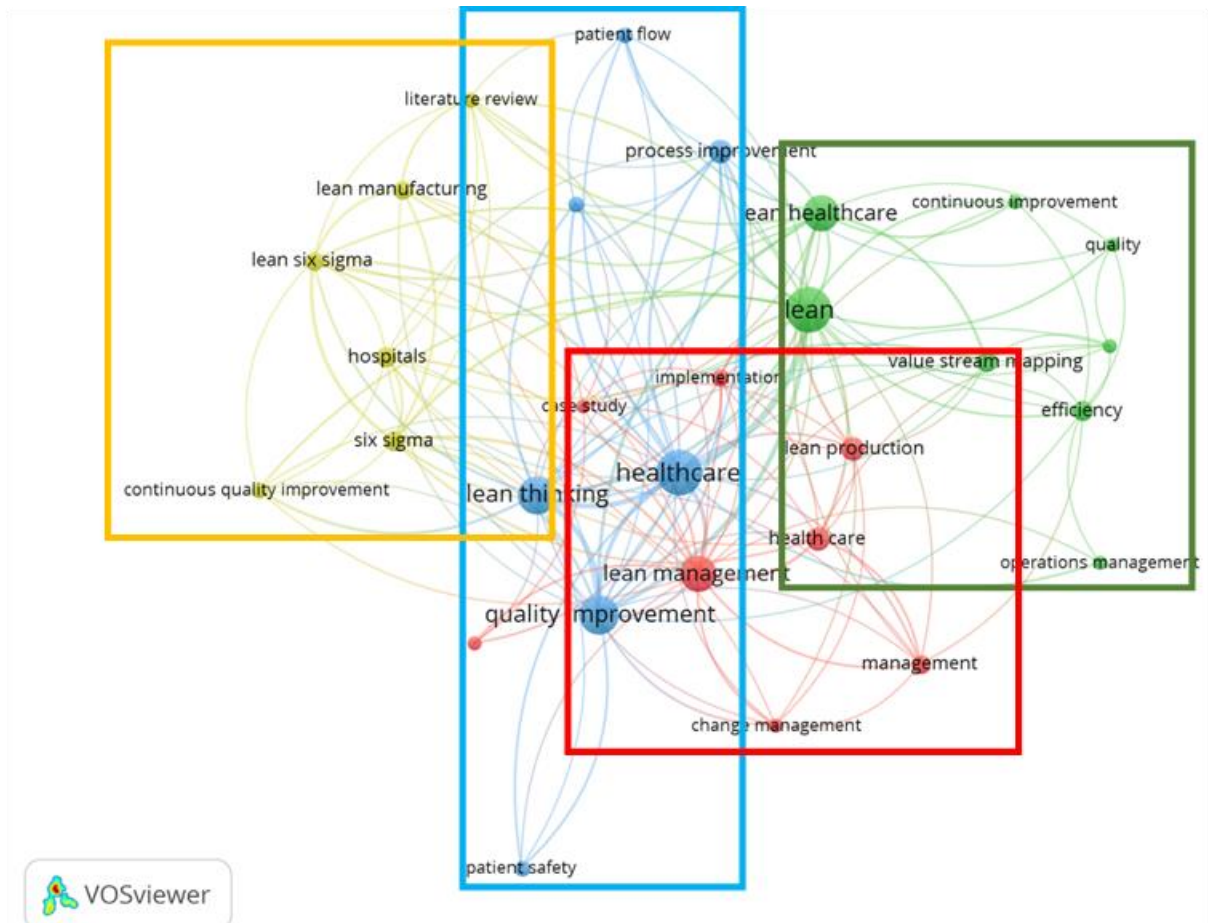 patient flow
literature review
process improvement
lean manufacturing
continuous improvement
ean healthcare
quality
lean six sigma
lean
hospitals
value stream mapping
implementation
case study
efficiency
six sigma
lean production
healthcare
continuous quality improvement
lean thinking
health care
operations management
lean management
quality improvement
management
change management
patient safety
VOSviewer